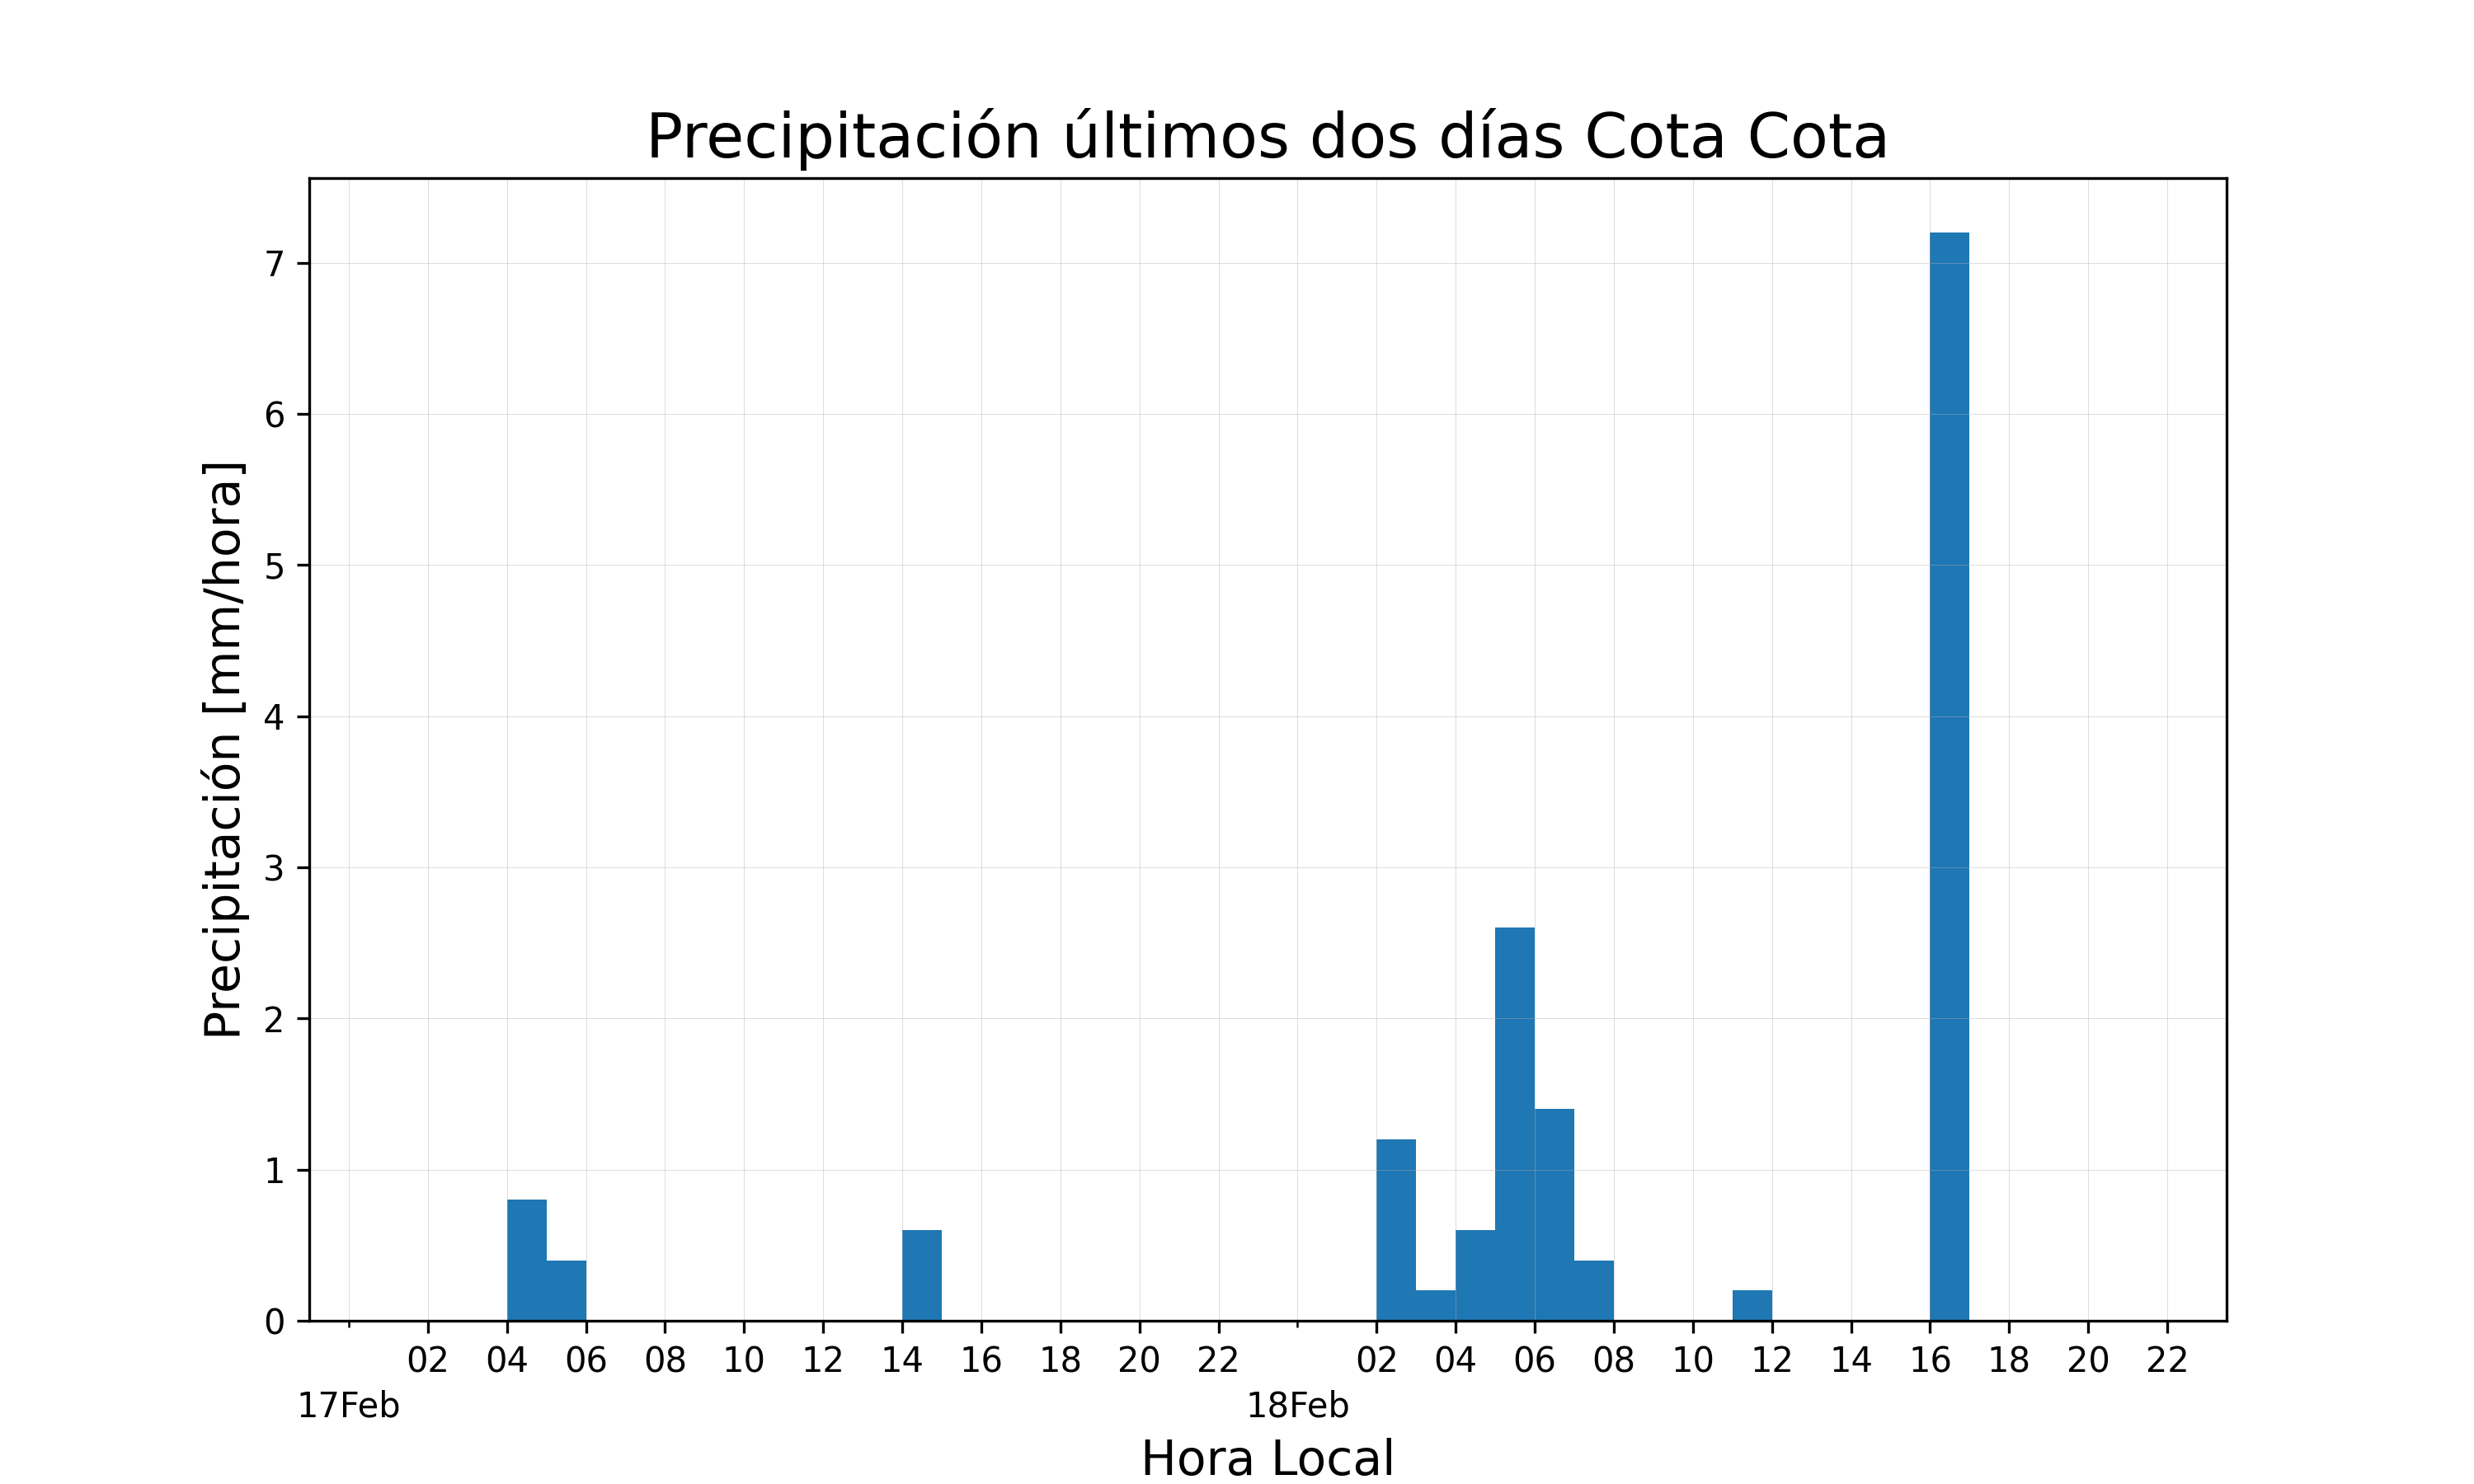 Precipitación últimos dos días Cota Cota
Precipitación [mm/hora]
7
6
5
4
3
2
1
0
02 04 06 08 10 12 14 16 18 20 22 02 04 06 08 10 12 14 16 18 20 22
17Feb 18Feb
Hora Local